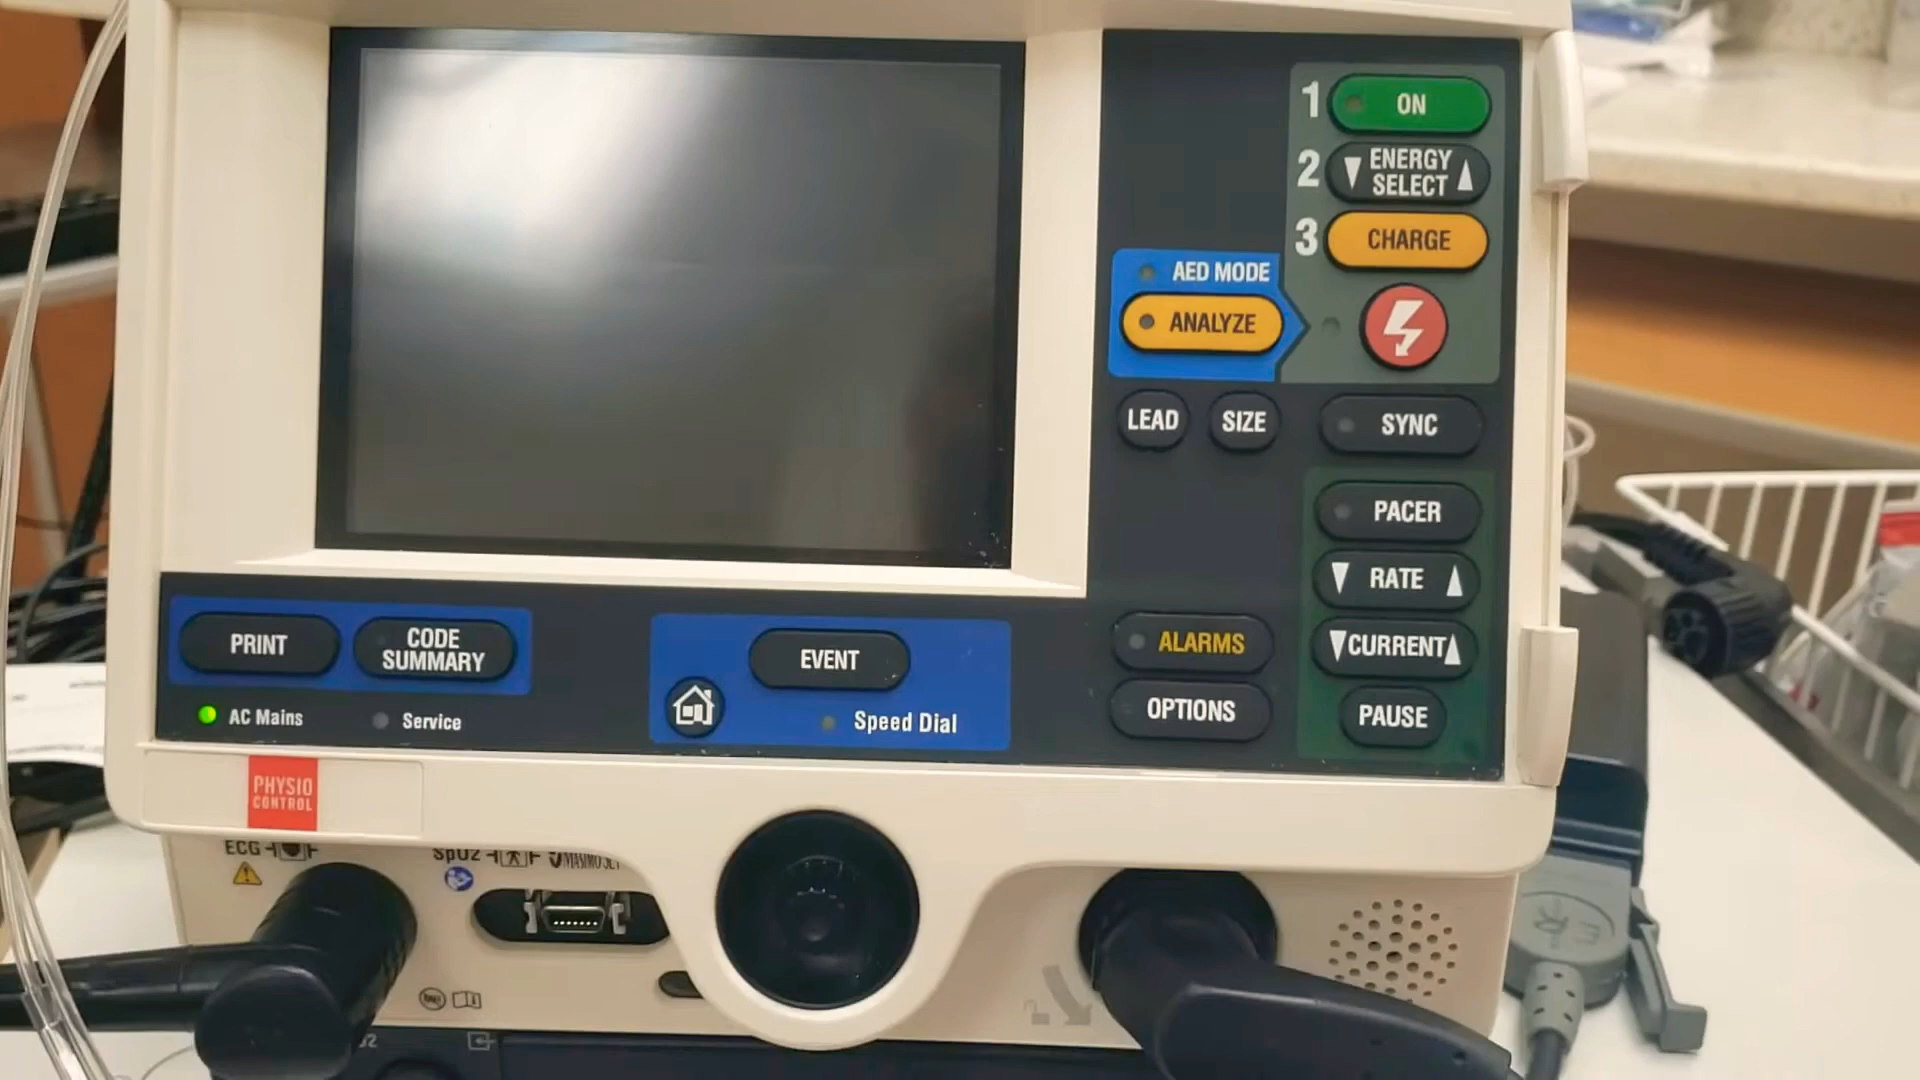 1 ON
2 ENERGY
SELECT
3 CHARGE
AED MODE
ANALYZE
LEAD
SIZE
SYNC
PACER
RATE
CURRENT
PAUSE
ALARMS
OPTIONS
PRINT
CODE
SUMMARY
EVENT
AC Mains
Service
Speed Dial
PHYSIO
CONTROL
ECG
SpO2